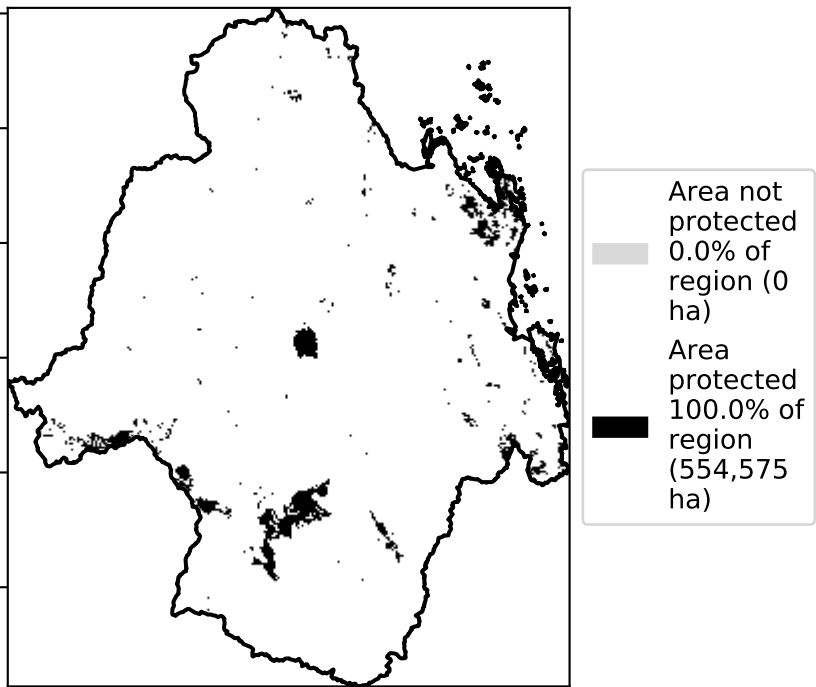 Area not
protected
0.0% of
region (0
ha)
Area
protected
100.0% of
region
(554,575
ha)